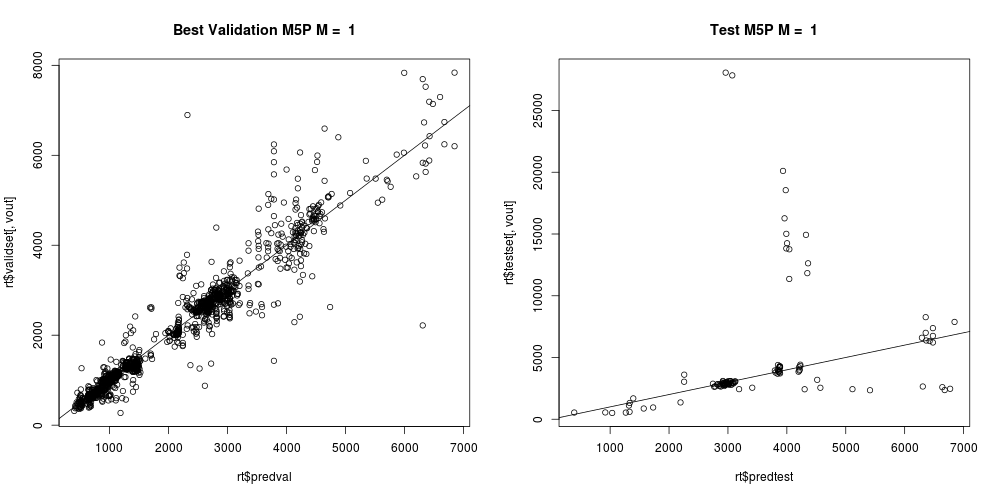 Best Validation M5P M = 1
rt$validset[, vout]
8000
6000
4000
2000
0
1000 2000 3000 4000 5000 6000 7000
rt$predval
Test M5P M = 1
rt$testset[, vout]
25000
20000
15000
10000
5000
0
1000 2000 3000 4000 5000 6000 7000
rt$predtest